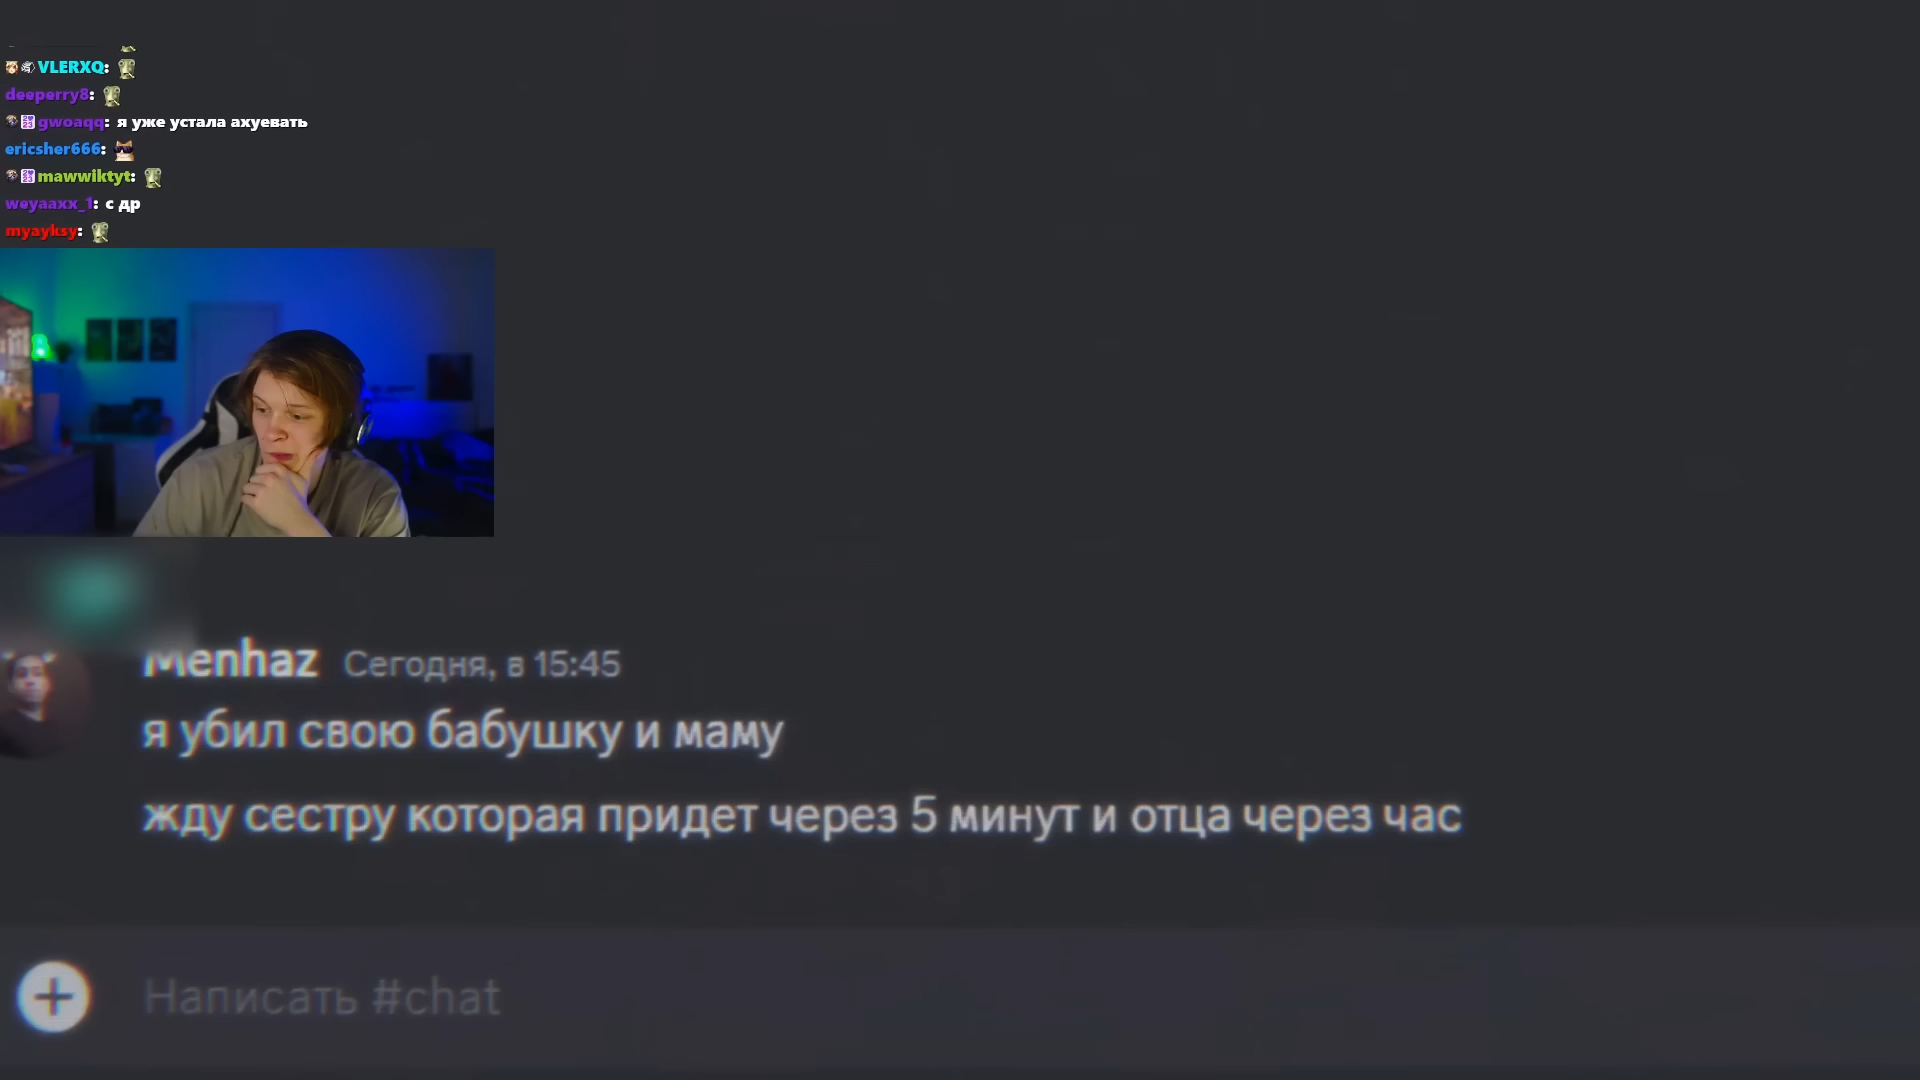 VLERXQ:
deeperry8:
gwoaqq: я уже устала ахуевать
ericsher666:
mawwiktyt:
weyaaxx_1: с др
myayksy:
Menhaz Сегодня, в 15:45
я убил свою бабушку и маму
жду сестру которая придет через 5 минут и отца через час
Написать #chat